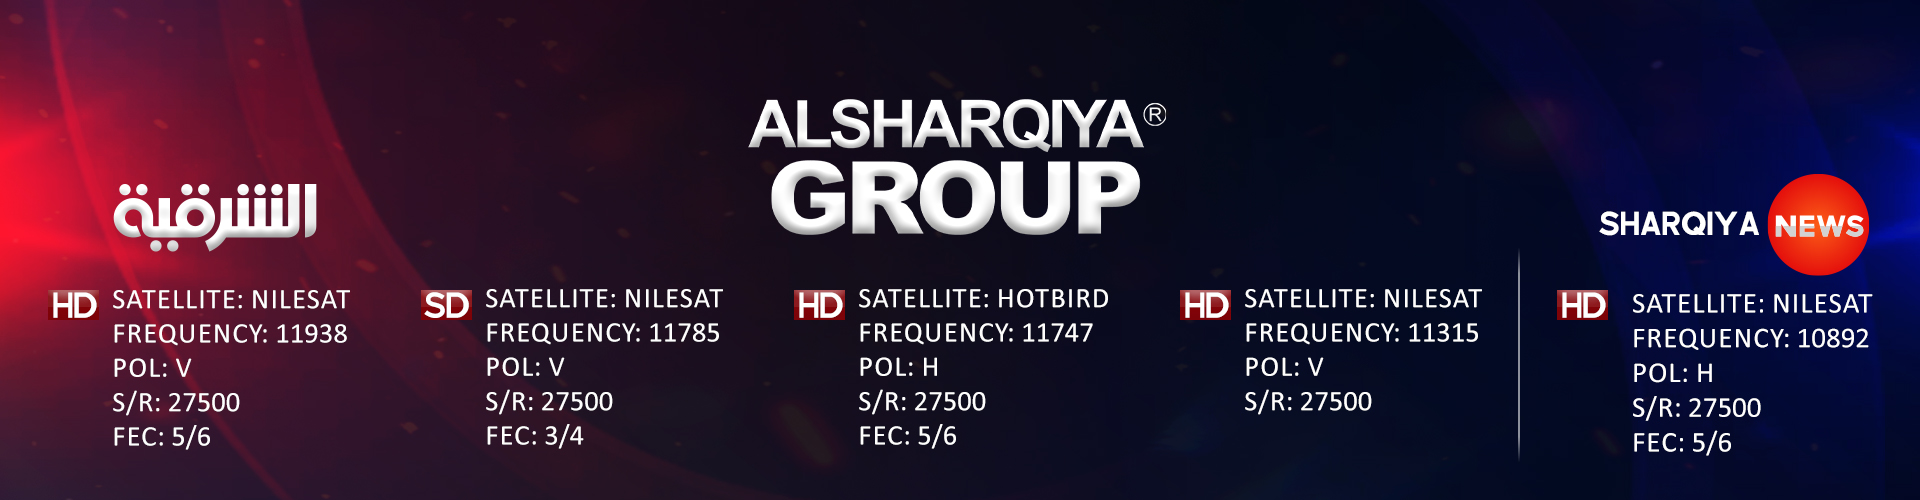 ALSHARQIYA®
GROUP
الشرقية
HD
SATELLITE: NILESAT
FREQUENCY: 11938
POL: V
S/R: 27500
FEC: 5/6
SD
SATELLITE: NILESAT
FREQUENCY: 11785
POL: V
S/R: 27500
FEC: 3/4
HD
SATELLITE: HOTBIRD
FREQUENCY: 11747
POL: H
S/R: 27500
FEC: 5/6
HD
SATELLITE: NILESAT
FREQUENCY: 11315
POL: V
S/R: 27500
SHARQIYA NEWS
HD
SATELLITE: NILESAT
FREQUENCY: 10892
POL: H
S/R: 27500
FEC: 5/6